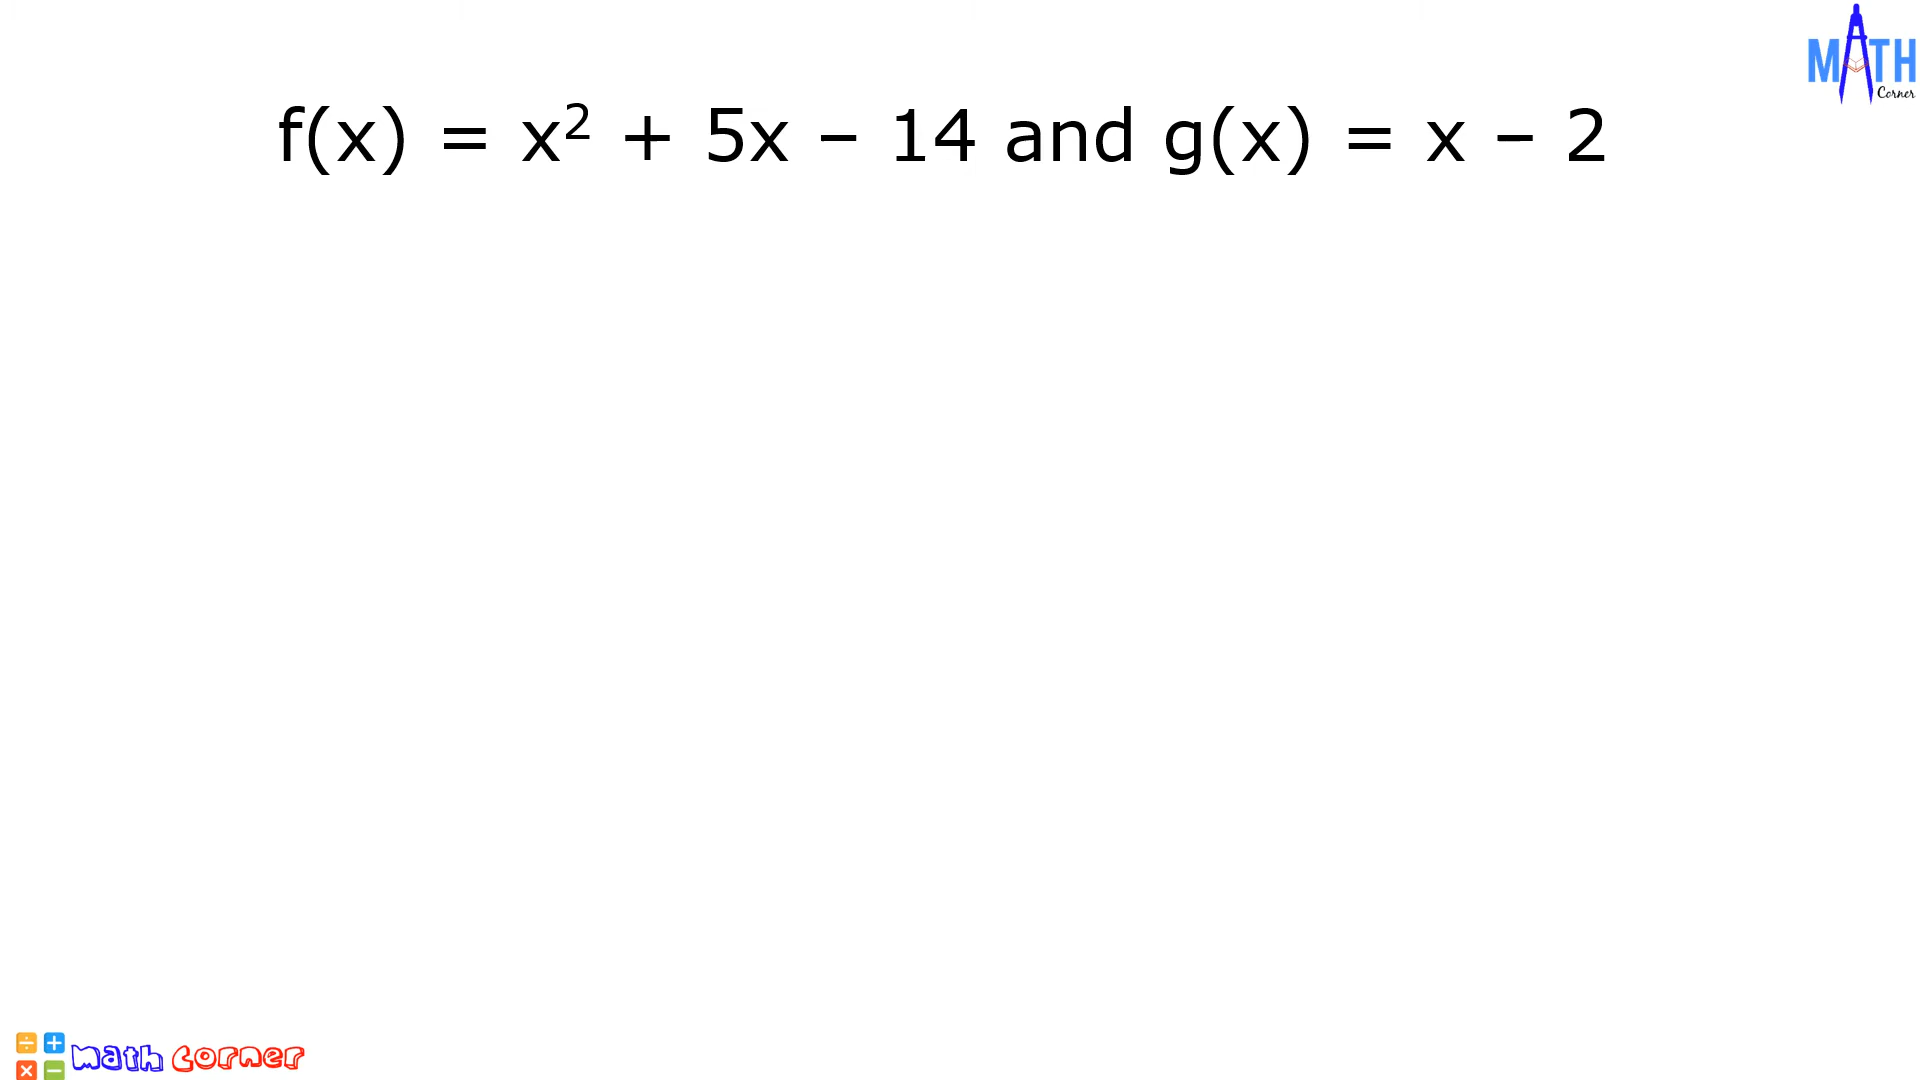 MATH
Corner
f(x) = x² + 5x – 14 and g(x) = x – 2
math corner